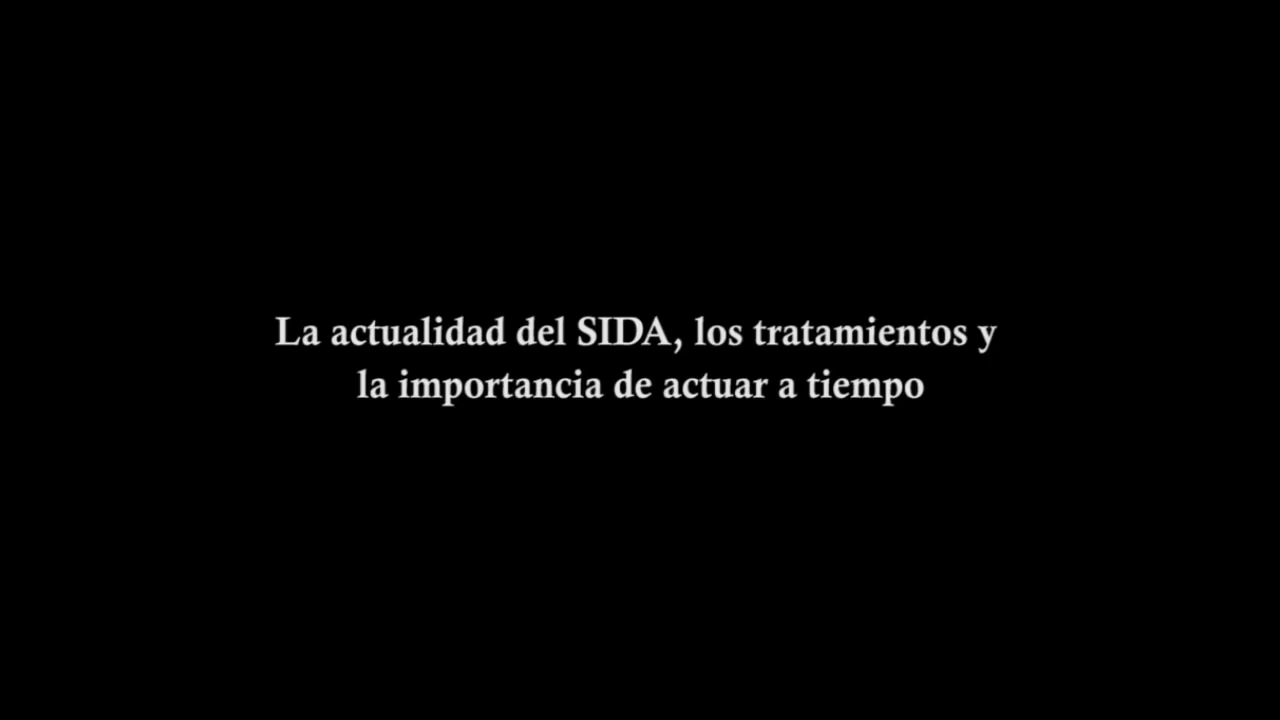 La actualidad del SIDA, los tratamientos y
la importancia de actuar a tiempo